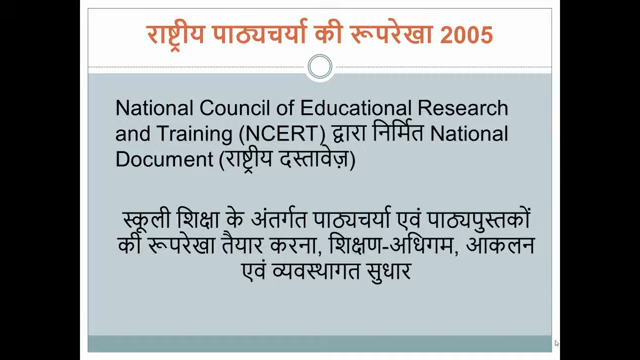 राष्ट्रीय पाठ्यचर्या की रूपरेखा 2005
National Council of Educational Research
and Training (NCERT) द्वारा निर्मित National
Document (राष्ट्रीय दस्तावेज़)
स्कूली शिक्षा के अंतर्गत पाठ्यचर्या एवं पाठ्यपुस्तकों
की रूपरेखा तैयार करना, शिक्षण-अधिगम, आकलन
एवं व्यवस्थागत सुधार